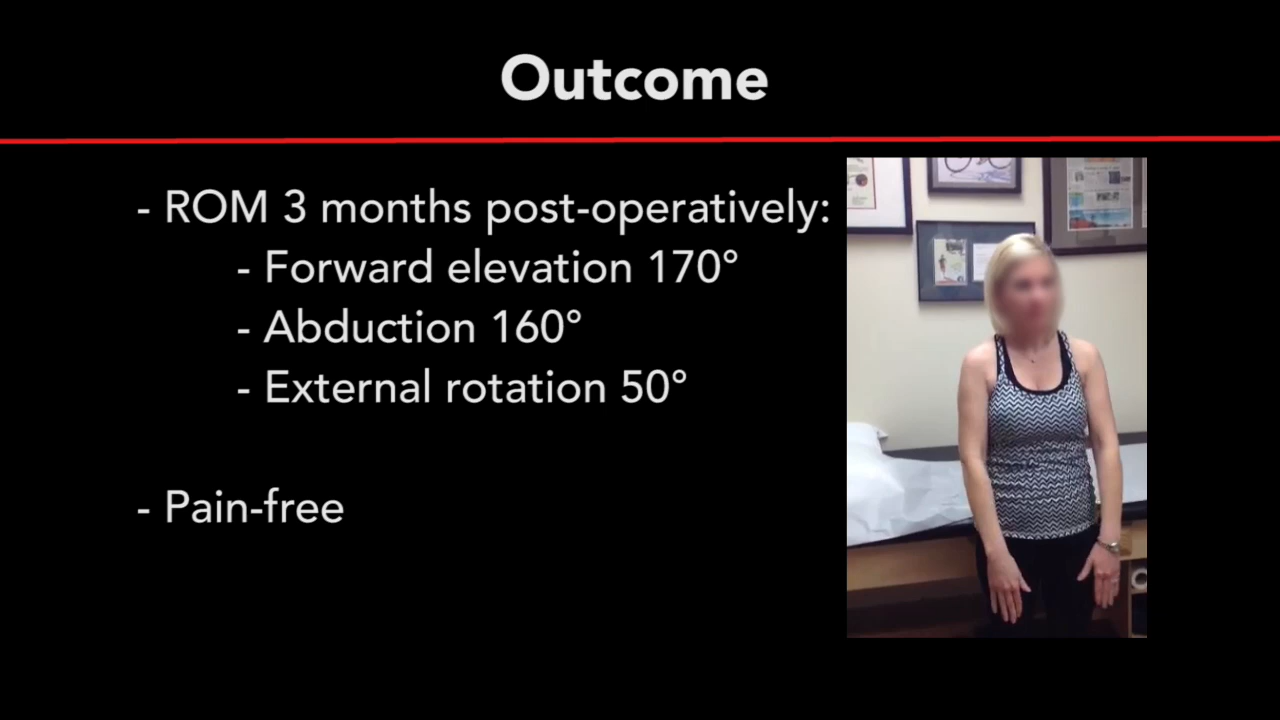 Outcome
- ROM 3 months post-operatively:
- Forward elevation 170°
- Abduction 160°
- External rotation 50°
- Pain-free